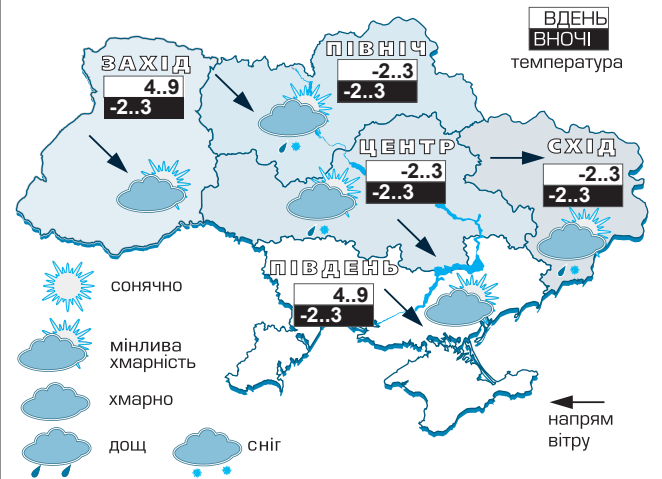 ВДЕНЬ
ВНОЧІ
температура
ПІВНІЧ
-2..3
-2..3
ЗАХІД
4..9
-2..3
ЦЕНТР
-2..3
-2..3
СХІД
-2..3
-2..3
ПІВДЕНЬ
4..9
-2..3
сонячно
мінлива
хмарність
хмарно
дощ
сніг
напрям
вітру